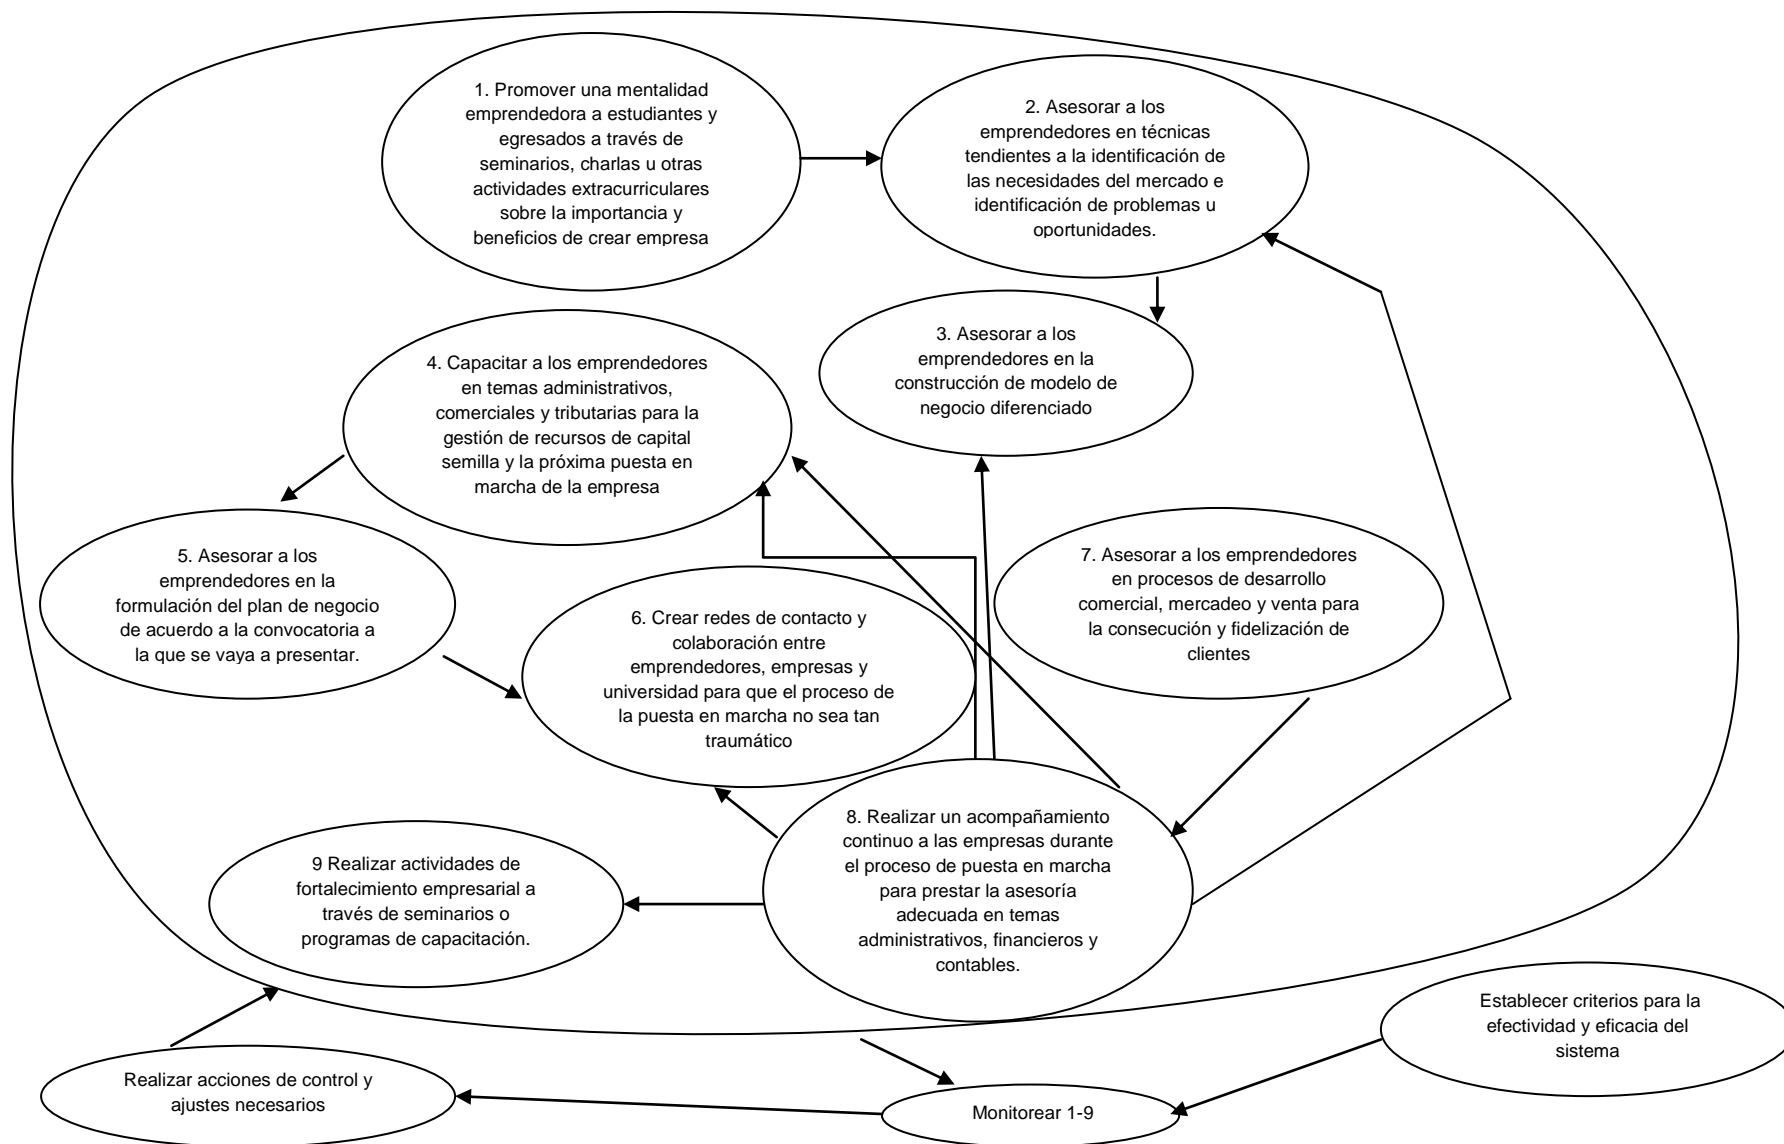 1. Promover una mentalidad
emprendedora a estudiantes y
egresados a través de
seminarios, charlas u otras
actividades extracurriculares
sobre la importancia y
beneficios de crear empresa
2. Asesorar a los
emprendedores en técnicas
tendientes a la identificación de
las necesidades del mercado e
identificación de problemas u
oportunidades.
3. Asesorar a los
emprendedores en la
construcción de modelo de
negocio diferenciado
4. Capacitar a los emprendedores
en temas administrativos,
comerciales y tributarias para la
gestión de recursos de capital
semilla y la próxima puesta en
marcha de la empresa
5. Asesorar a los
emprendedores en la
formulación del plan de negocio
de acuerdo a la convocatoria a
la que se vaya a presentar.
6. Crear redes de contacto y
colaboración entre
emprendedores, empresas y
universidad para que el proceso de
la puesta en marcha no sea tan
traumático
7. Asesorar a los emprendedores
en procesos de desarrollo
comercial, mercadeo y venta para
la consecución y fidelización de
clientes
8. Realizar un acompañamiento
continuo a las empresas durante
el proceso de puesta en marcha
para prestar la asesoría
adecuada en temas
administrativos, financieros y
contables.
9 Realizar actividades de
fortalecimiento empresarial a
través de seminarios o
programas de capacitación.
Establecer criterios para la
efectividad y eficacia del
sistema
Realizar acciones de control y
ajustes necesarios
Monitorear 1-9